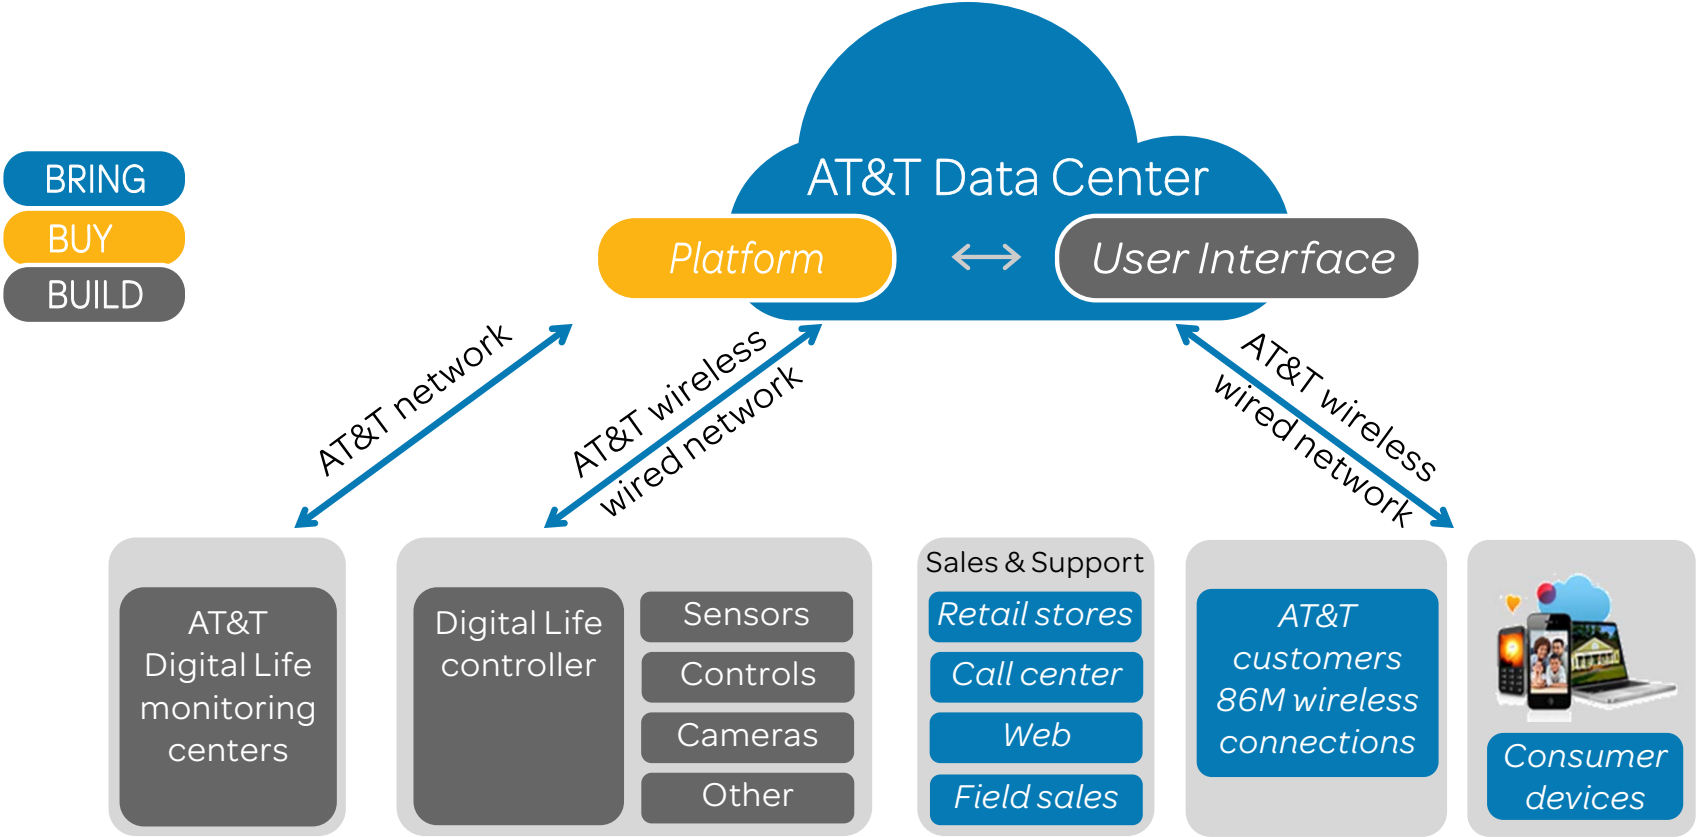 BRING
BUY
BUILD
AT&T Data Center
Platform
User Interface
AT&T network
AT&T wireless
wired network
AT&T wireless
wired network
AT&T
Digital Life
monitoring
centers
Digital Life
controller
Sensors
Controls
Cameras
Other
Sales & Support
Retail stores
Call center
Web
Field sales
AT&T
customers
86M wireless
connections
Consumer
devices